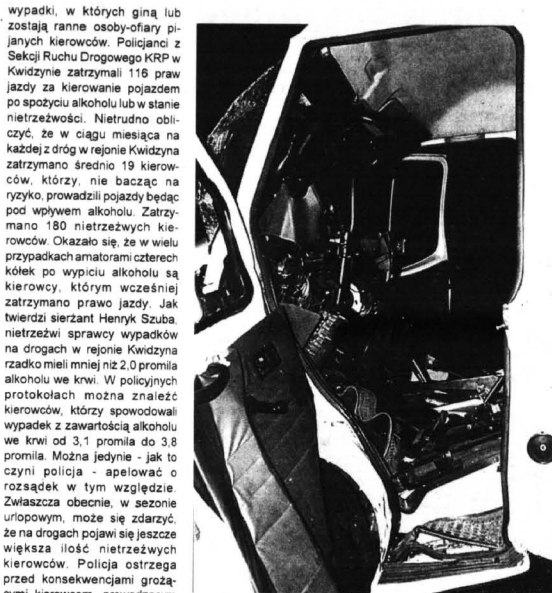 wypadki, w których giną lub
zostają ranne osoby-ofiary pi-
janych kierowców. Policjanci z
Sekcji Ruchu Drogowego KRP w
Kwidzynie zatrzymali 116 praw
jazdy za kierowanie pojazdem
po spożyciu alkoholu lub w stanie
nietrzeźwości. Nietrudno obli-
czyć, że w ciągu miesiąca na
każdej z dróg w rejonie Kwidzyna
zatrzymano średnio 19 kierow-
ców, którzy, nie bacząc na
ryzyko, prowadzili pojazdy będąc
pod wpływem alkoholu. Zatrzy-
mano 180 nietrzeźwych kie-
rowców. Okazało się, że w wielu
przypadkach amatorami czterech
kółek po wypiciu alkoholu są
kierowcy, którym wcześniej
zatrzymano prawo jazdy. Jak
twierdzi sierżant Henryk Szuba,
nietrzeźwi sprawcy wypadków
na drogach w rejonie Kwidzyna
rzadko mieli mniej niż 2,0 promila
alkoholu we krwi. W policyjnych
protokołach można znaleźć
kierowców, którzy spowodowali
wypadek z zawartością alkoholu
we krwi od 3,1 promila do 3,8
promila. Można jedynie - jak to
czyni policja - apelować o
rozsądek w tym względzie.
Zwłaszcza obecnie, w sezonie
urlopowym, może się zdarzyć,
że na drogach pojawi się jeszcze
większa ilość nietrzeźwych
kierowców. Policja ostrzega
przed konsekwencjami grożą-